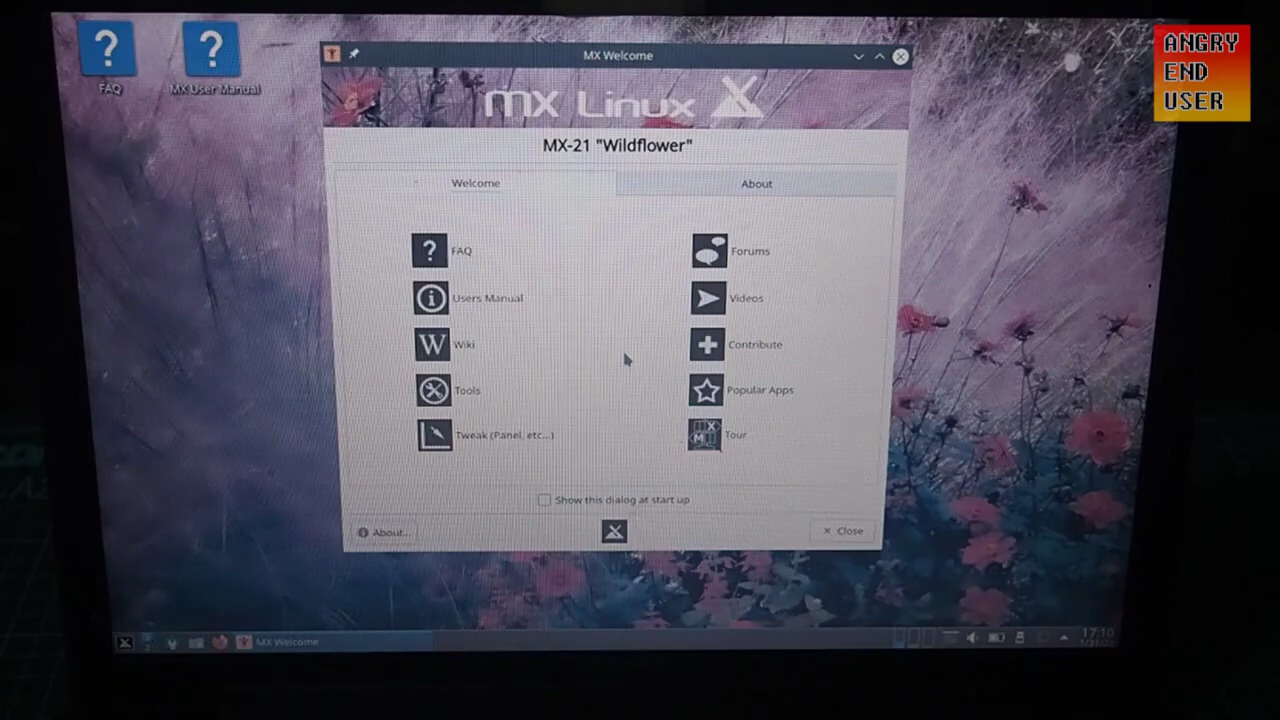 ANGRY
END
USER
FAQ
MX User Manual
MX Welcome
MX Linux
MX-21 "Wildflower"
Welcome
About
FAQ
Forums
Users Manual
Videos
W
Wiki
Contribute
Tools
Popular Apps
Tweak (Panel, etc...)
Tour
Show this dialog at start up
About...
Close
MX Welcome
17:10